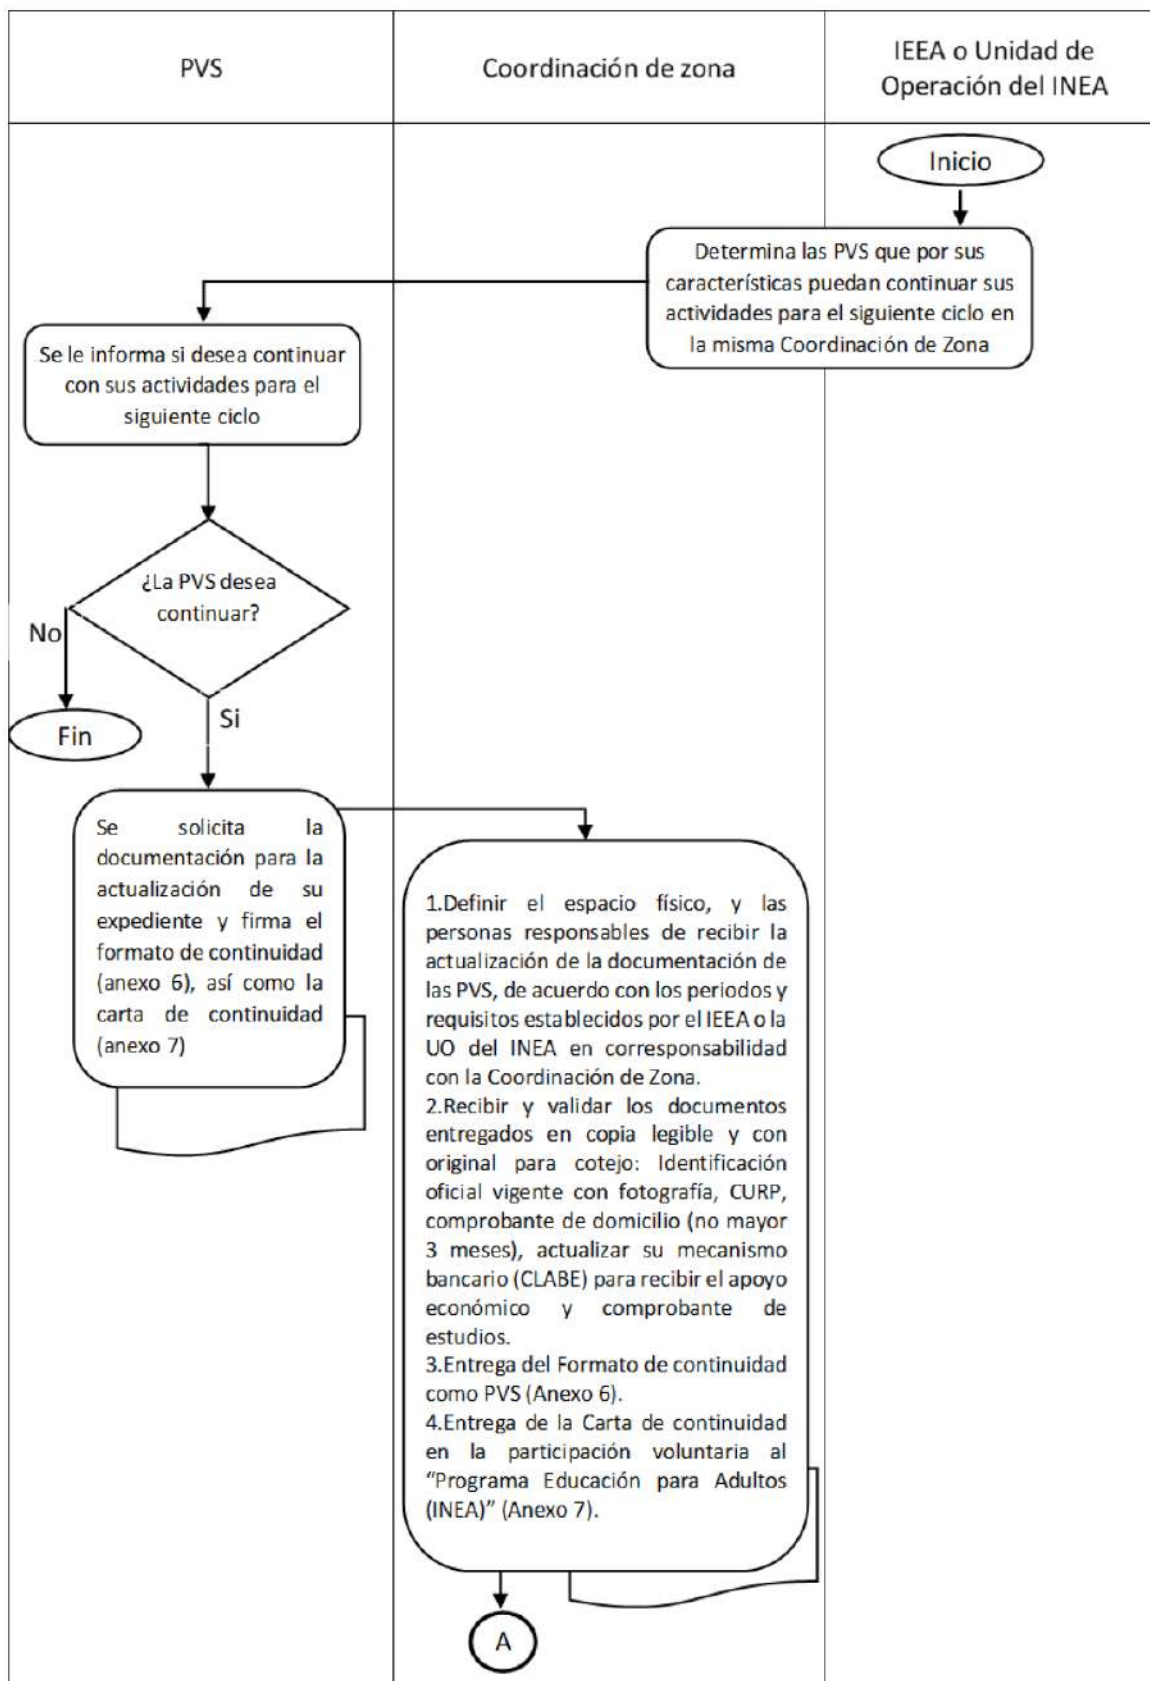 PVS
Coordinación de zona
IEEA o Unidad de
Operación del INEA
Inicio
Determina las PVS que por sus
características puedan continuar sus
actividades para el siguiente ciclo en
la misma Coordinación de Zona
Se le informa si desea continuar
con sus actividades para el
siguiente ciclo
¿La PVS desea
continuar?
No
Fin
Si
Se solicita la
documentación para la
actualización de su
expediente y firma el
formato de continuidad
(anexo 6), así como la
carta de continuidad
(anexo 7)
1.Definir el espacio físico, y las
personas responsables de recibir la
actualización de la documentación de
las PVS, de acuerdo con los periodos y
requisitos establecidos por el IEEA o la
UO del INEA en corresponsabilidad
con la Coordinación de Zona.
2.Recibir y validar los documentos
entregados en copia legible y con
original para cotejo: Identificación
oficial vigente con fotografía, CURP,
comprobante de domicilio (no mayor
3 meses), actualizar su mecanismo
bancario (CLABE) para recibir el apoyo
económico y comprobante de
estudios.
3.Entrega del Formato de continuidad
como PVS (Anexo 6).
4.Entrega de la Carta de continuidad
en la participación voluntaria al
“Programa Educación para Adultos
(INEA)” (Anexo 7).
A